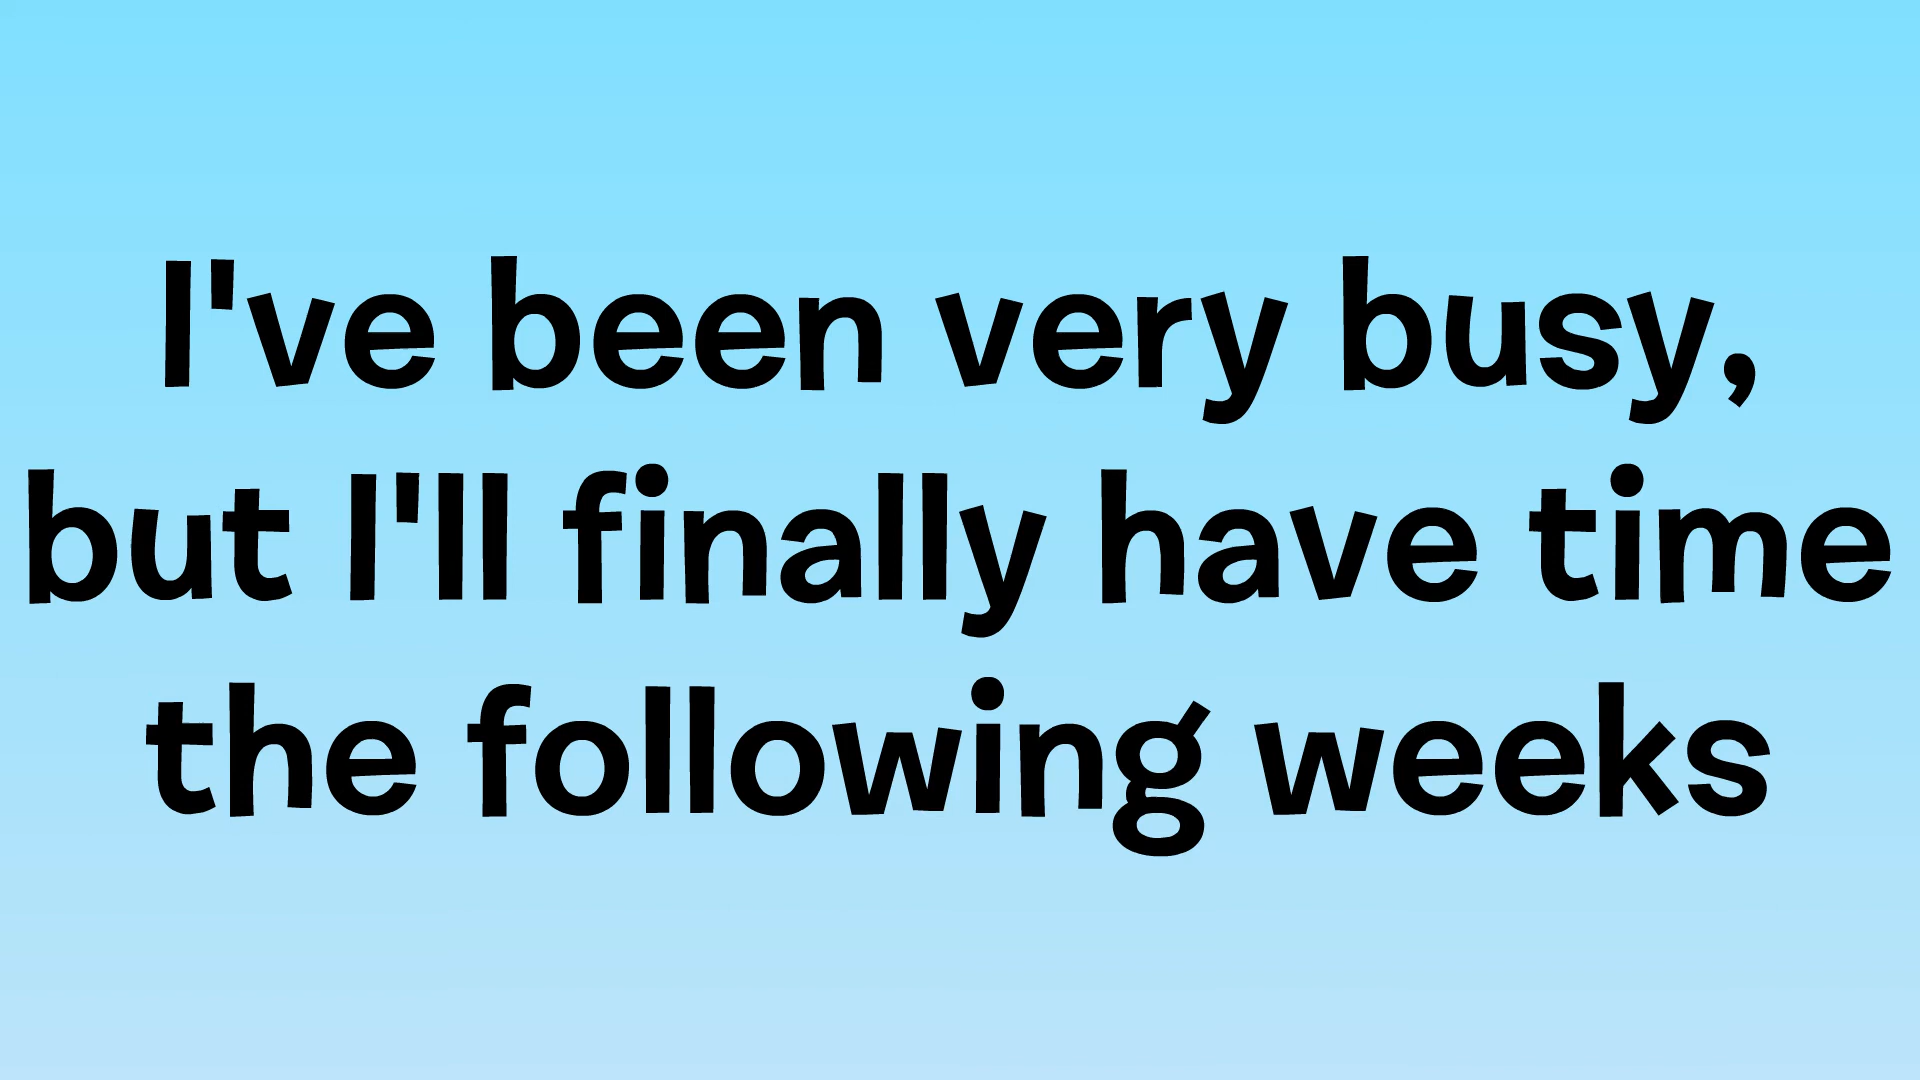 I've been very busy,
but I'll finally have time
the following weeks